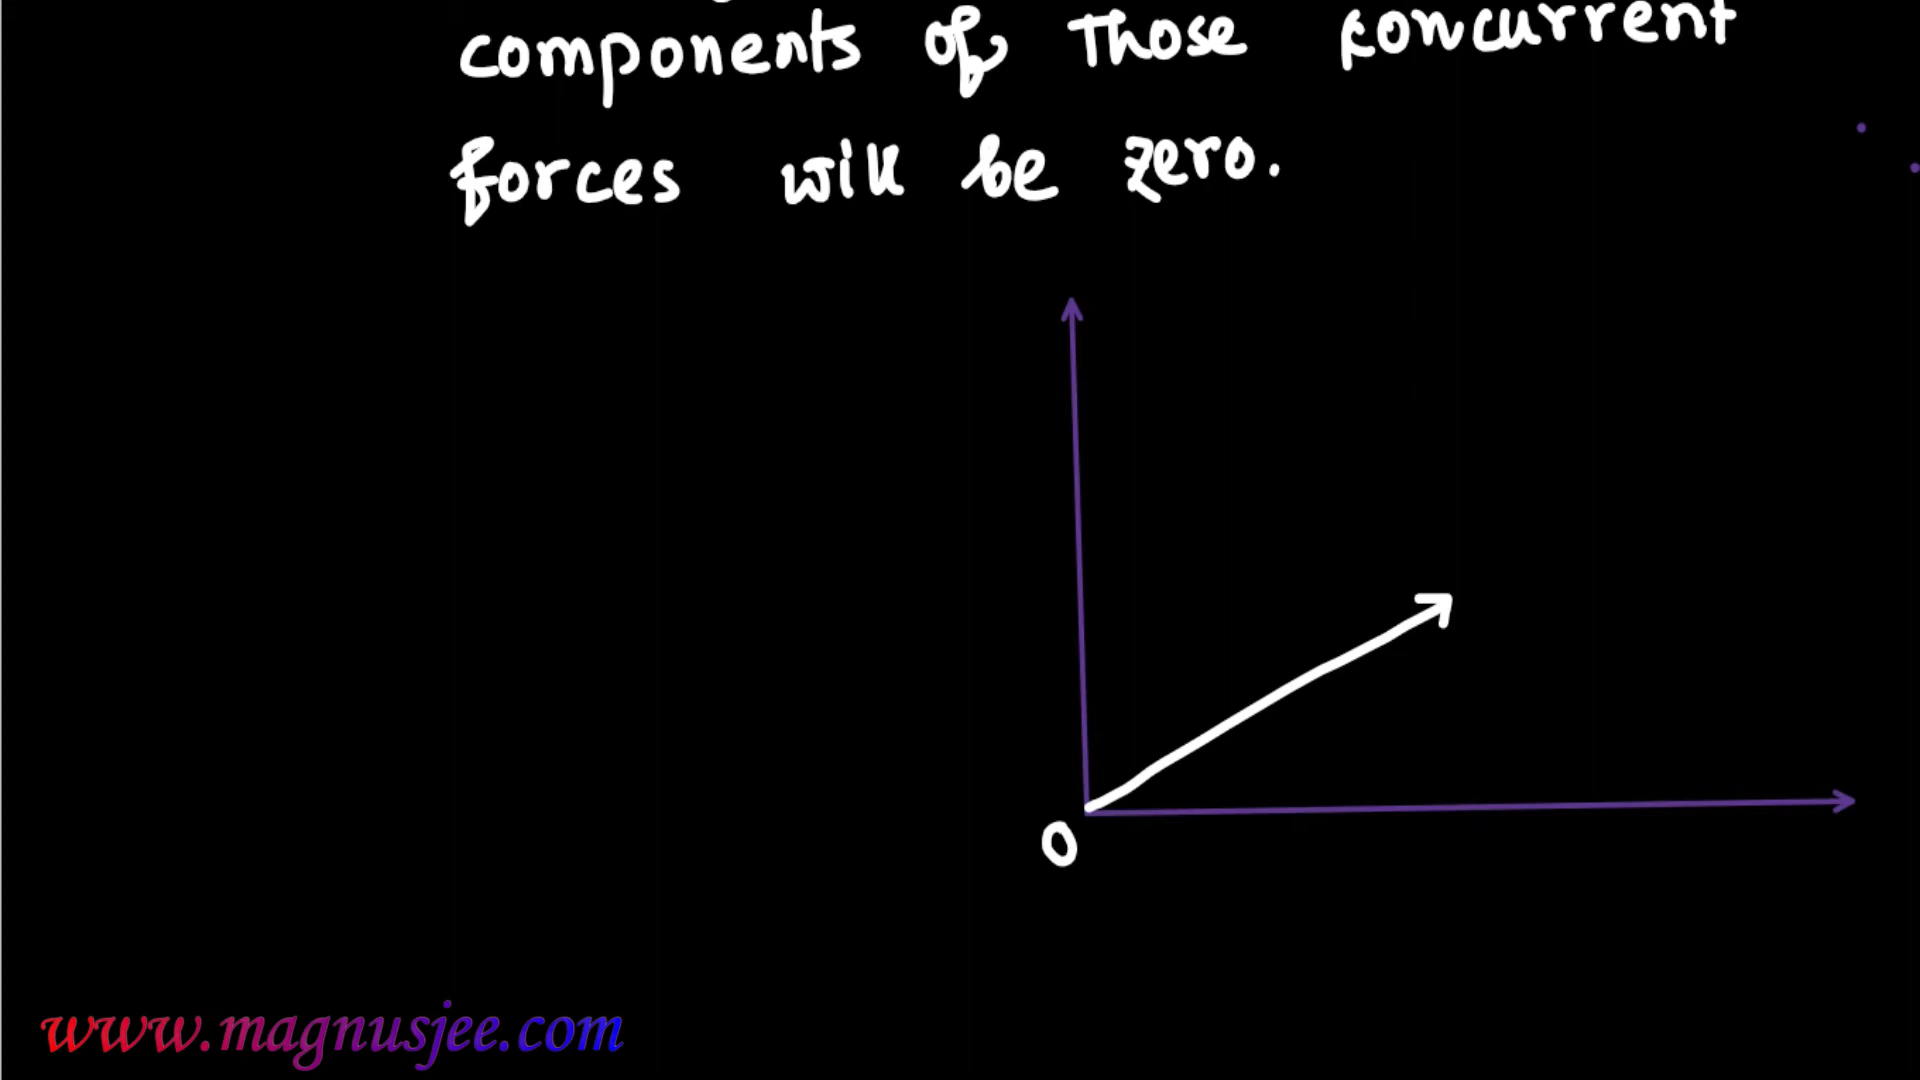 components of those concurrent
forces will be zero.
O
www.magnusjee.com